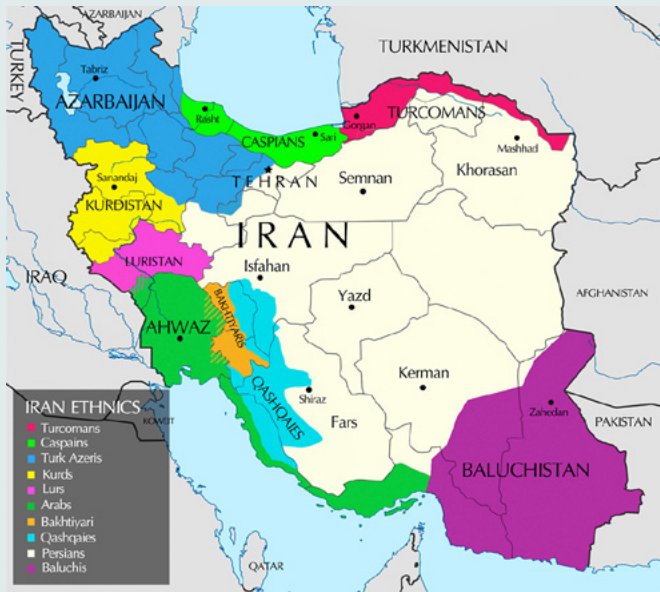 AZARBAIJAN
TURKEY
TURKMENISTAN
Tabriz
AZARBAIJAN
Rasht
CASPIANS
Sari
Gorgan
TURCOMANS
Mashhad
TEHRAN
Semnan
Khorasan
Sanandaj
KURDISTAN
IRAN
LURISTAN
Isfahan
IRAQ
BAKHTIYARIS
Yazd
AFGHANISTAN
AHWAZ
QASHQAIES
Shiraz
Fars
Kerman
Zahedan
PAKISTAN
BALUCHISTAN
KUWEIT
QATAR
IRAN ETHNICS
Turcomans
Caspains
Turk Azeris
Kurds
Lurs
Arabs
Bakhtiyari
Qashqaies
Persians
Baluchis